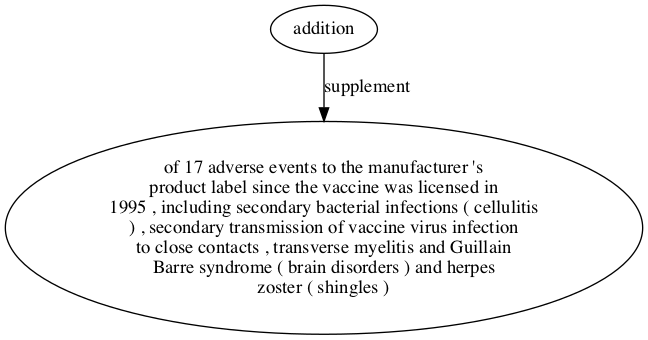 addition
supplement
of 17 adverse events to the manufacturer 's
product label since the vaccine was licensed in
1995 , including secondary bacterial infections ( cellulitis
) , secondary transmission of vaccine virus infection
to close contacts , transverse myelitis and Guillain
Barre syndrome ( brain disorders ) and herpes
zoster ( shingles )